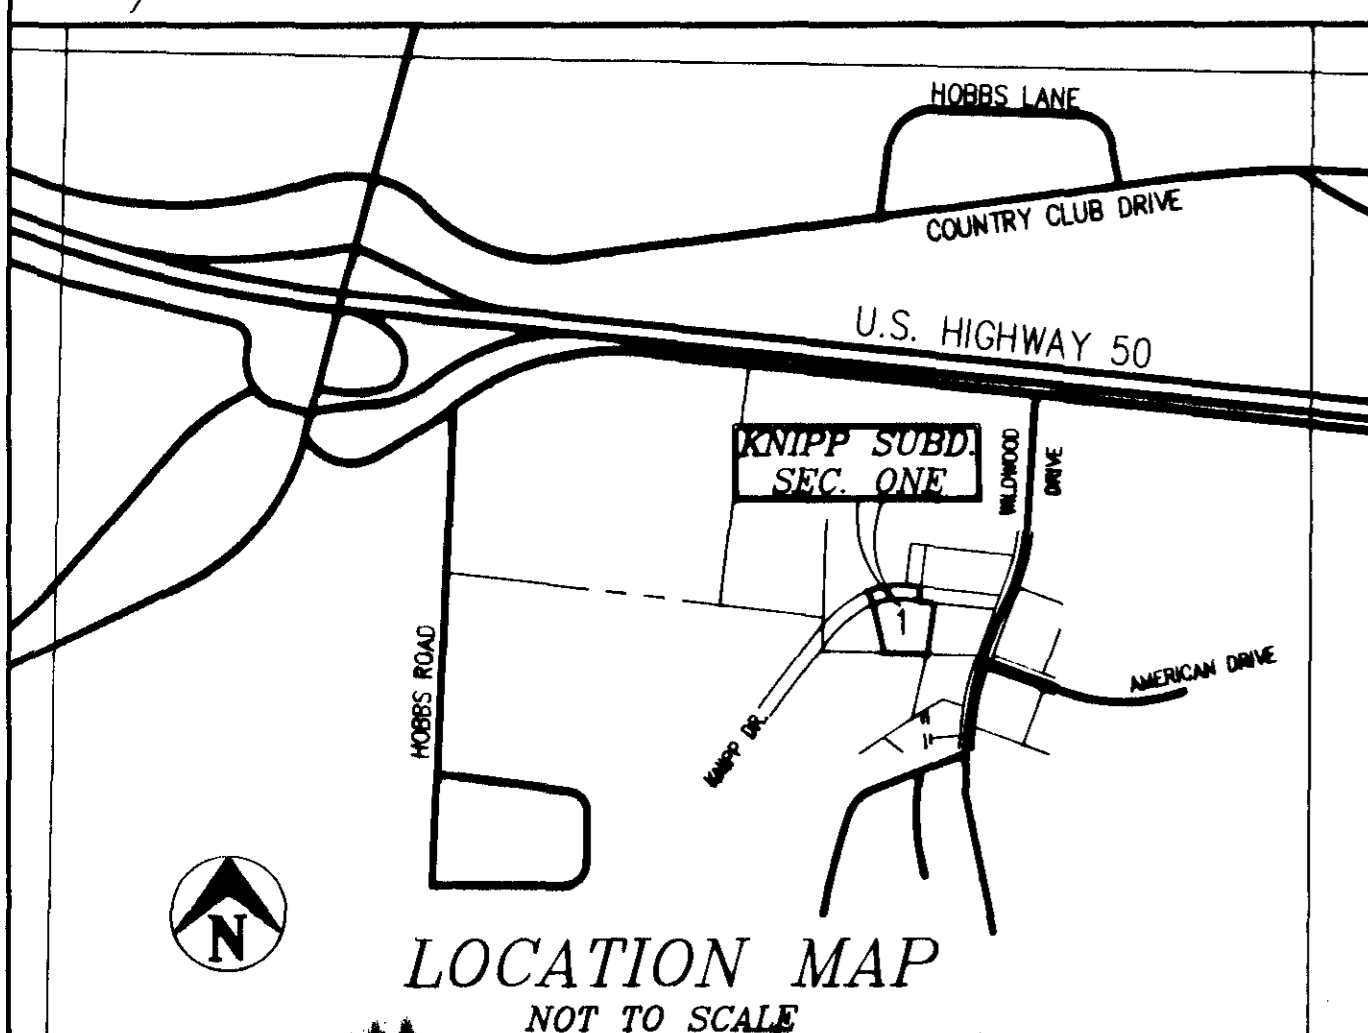 HOBBS LANE
COUNTRY CLUB DRIVE
U.S. HIGHWAY 50
KNIPP SUBD.
SEC. ONE
WILDWOOD
DRIVE
1
HOBBS ROAD
AMERICAN DRIVE
KNIPP DR.
N
LOCATION MAP
NOT TO SCALE